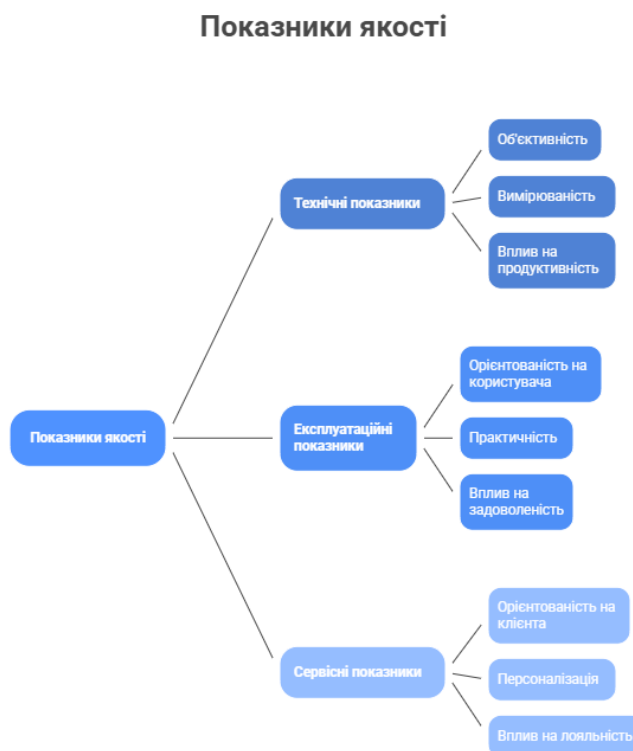 Показники якості
Об'єктивність
Технічні показники
Вимірюваність
Вплив на
продуктивність
Орієнтованість на
користувача
Показники якості
Експлуатаційні
показники
Практичність
Вплив на
задоволеність
Орієнтованість на
клієнта
Сервісні показники
Персоналізація
Вплив на лояльність